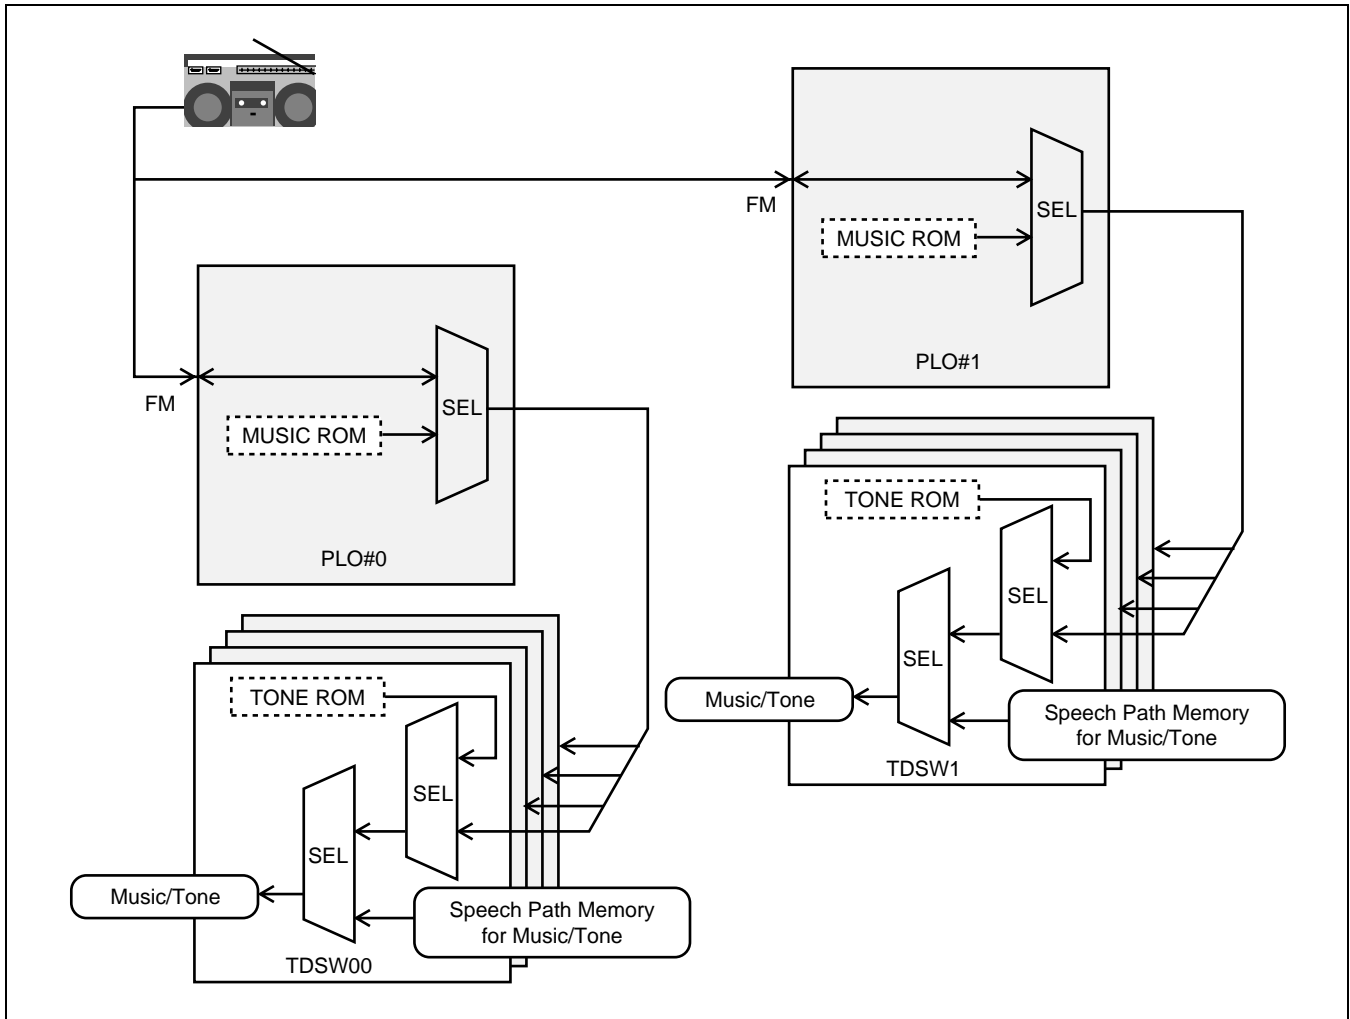 FM
SEL
MUSIC ROM
PLO#1
FM
SEL
MUSIC ROM
PLO#0
TONE ROM
SEL
SEL
Music/Tone
Speech Path Memory
for Music/Tone
TDSW1
TONE ROM
SEL
SEL
Music/Tone
Speech Path Memory
for Music/Tone
TDSW00